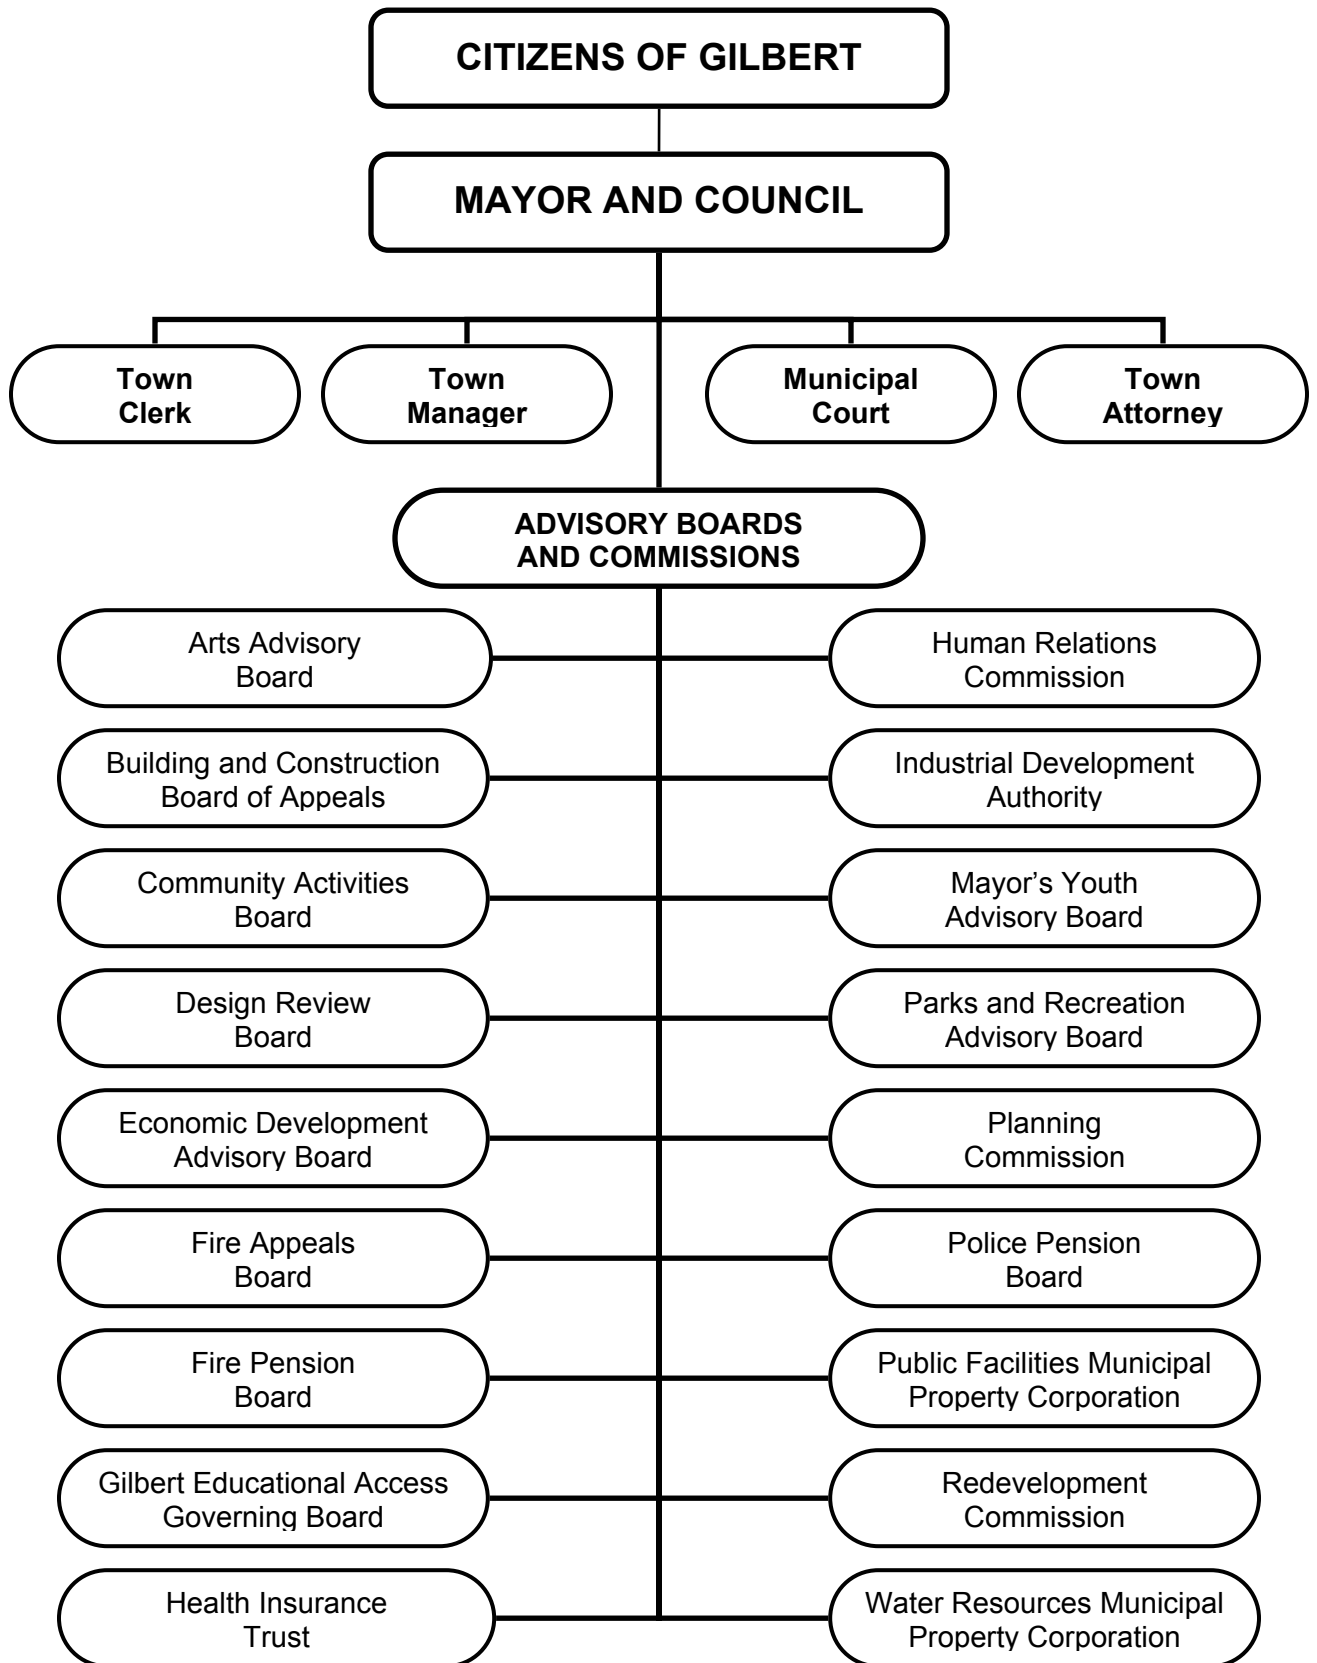 CITIZENS OF GILBERT
MAYOR AND COUNCIL
Town
Clerk
Town
Manager
Municipal
Court
Town
Attorney
ADVISORY BOARDS
AND COMMISSIONS
Arts Advisory
Board
Human Relations
Commission
Building and Construction
Board of Appeals
Industrial Development
Authority
Community Activities
Board
Mayor’s Youth
Advisory Board
Design Review
Board
Parks and Recreation
Advisory Board
Economic Development
Advisory Board
Planning
Commission
Fire Appeals
Board
Police Pension
Board
Fire Pension
Board
Public Facilities Municipal
Property Corporation
Gilbert Educational Access
Governing Board
Redevelopment
Commission
Health Insurance
Trust
Water Resources Municipal
Property Corporation